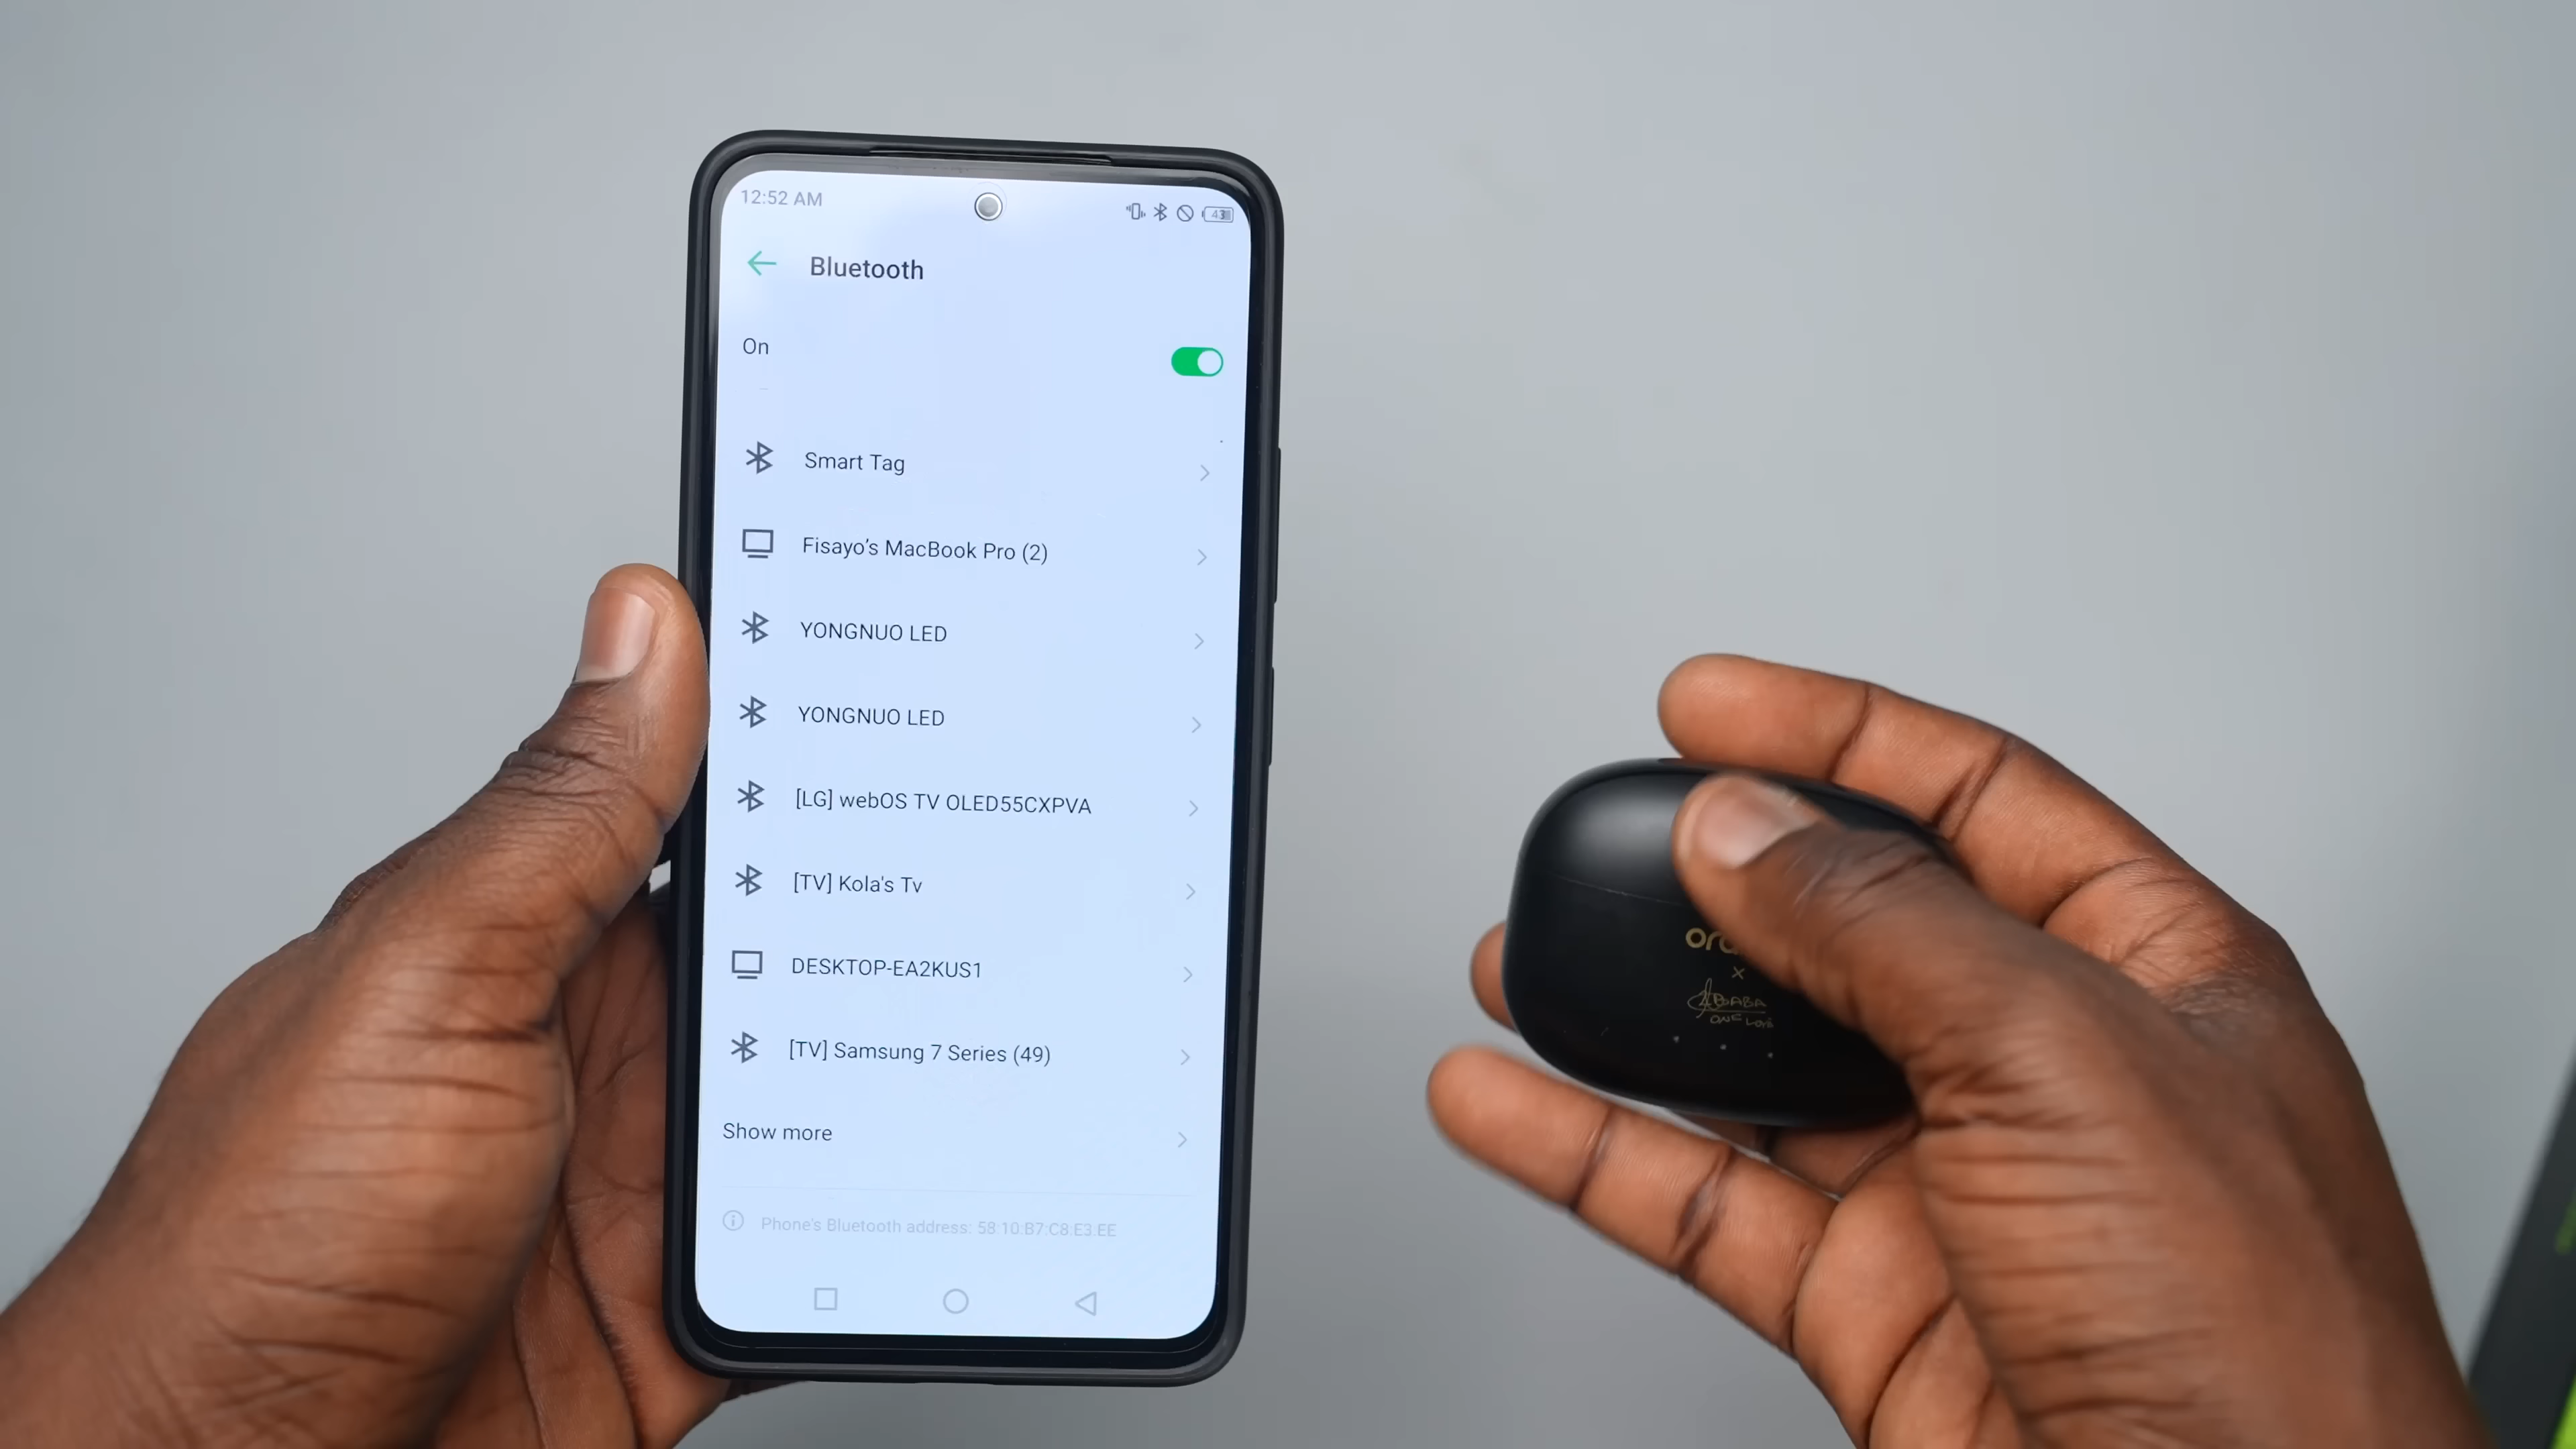 12:52 AM
43
Bluetooth
On
Smart Tag
Fisayo's MacBook Pro (2)
YONGNUO LED
YONGNUO LED
[LG] webOS TV OLED55CXPVA
[TV] Kola's Tv
DESKTOP-EA2KUS1
[TV] Samsung 7 Series (49)
Show more
Phone's Bluetooth address: 58:10:B7:C8:E3:EE
x
2BABA